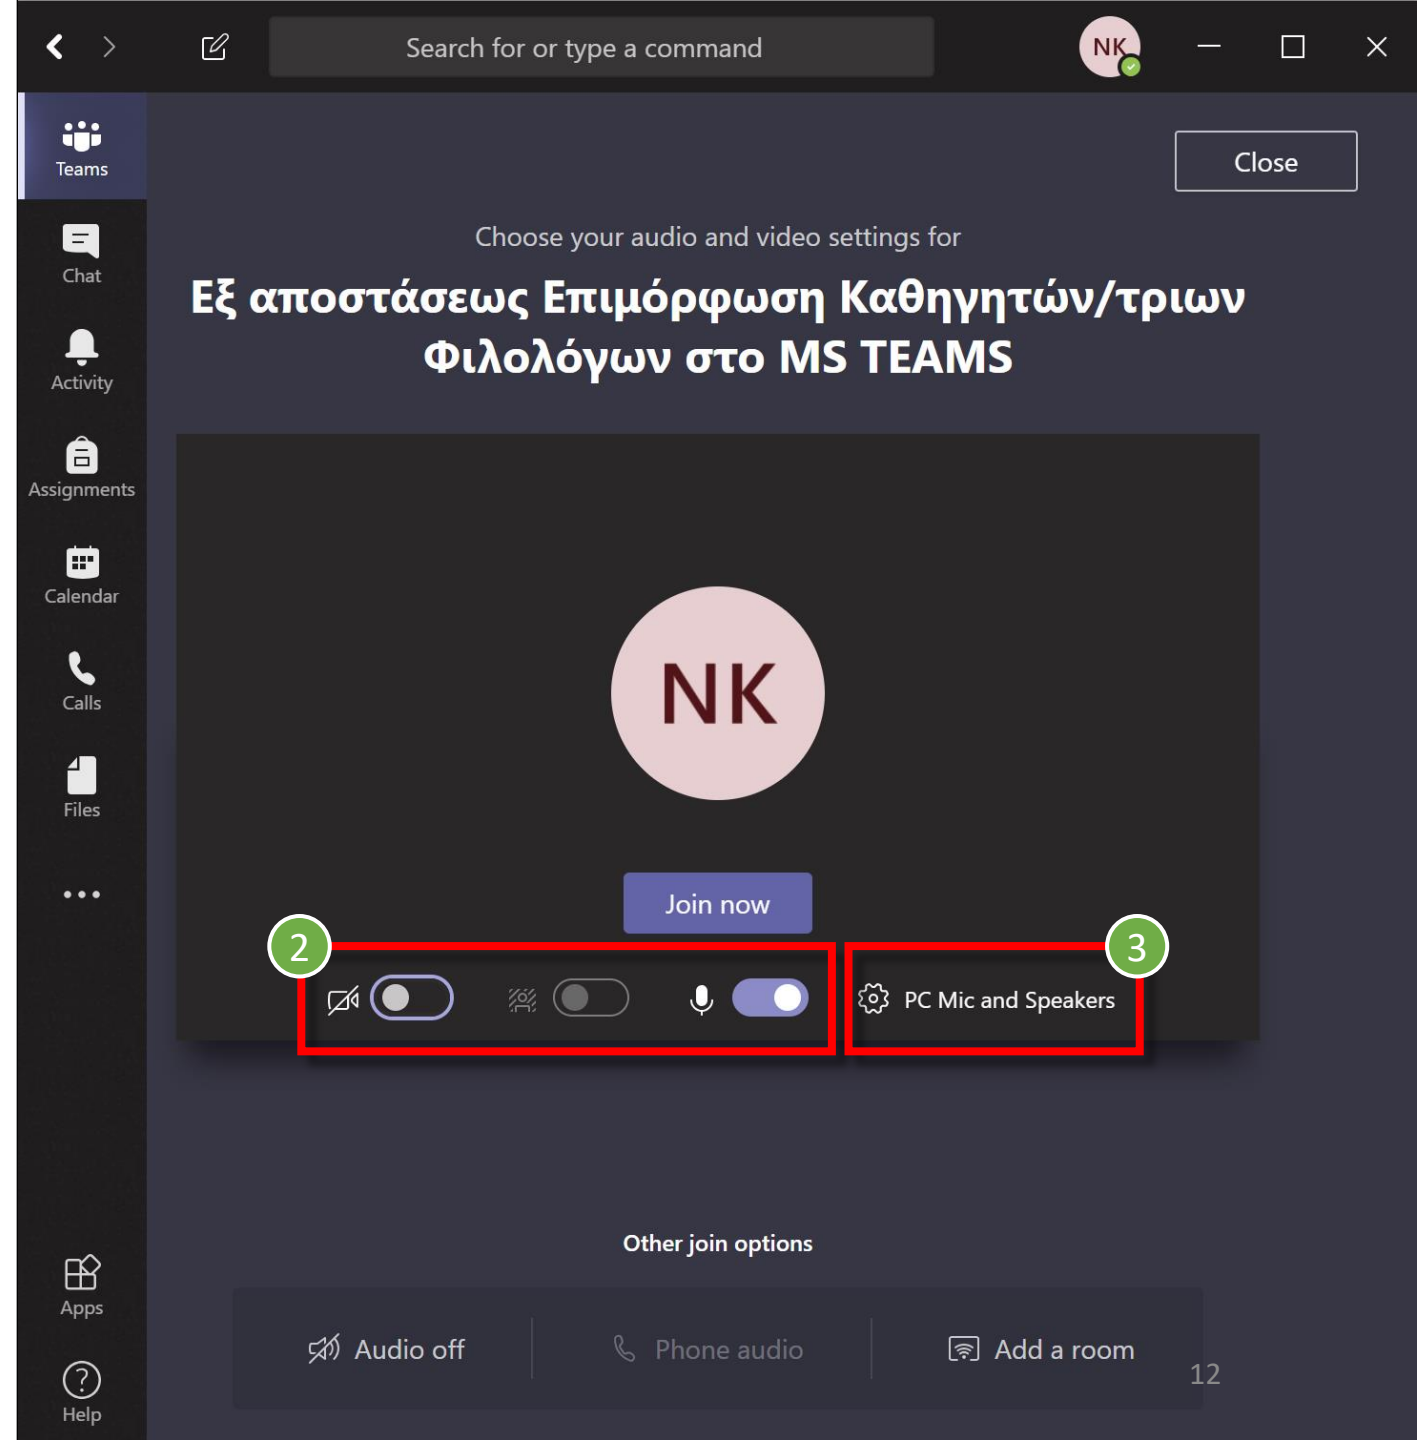 Search for or type a command
NK
Teams
Close
Chat
Choose your audio and video settings for
Εξ αποστάσεως Επιμόρφωση Καθηγητών/τριων
Φιλολόγων στο MS TEAMS
Activity
Assignments
Calendar
Calls
Files
NK
Join now
2
3
PC Mic and Speakers
Other join options
Apps
Audio off
Phone audio
Add a room
12
Help